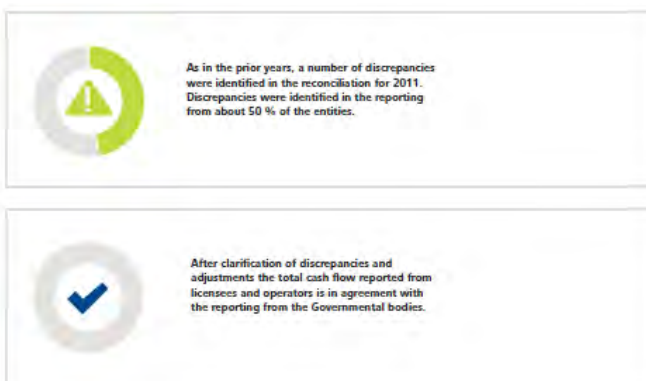 As in the prior years, a number of discrepancies
were identified in the reconciliation for 2011.
Discrepancies were identified in the reporting
from about 50 % of the entities.
After clarification of discrepancies and
adjustments the total cash flow reported from
licensees and operators is in agreement with
the reporting from the Governmental bodies.